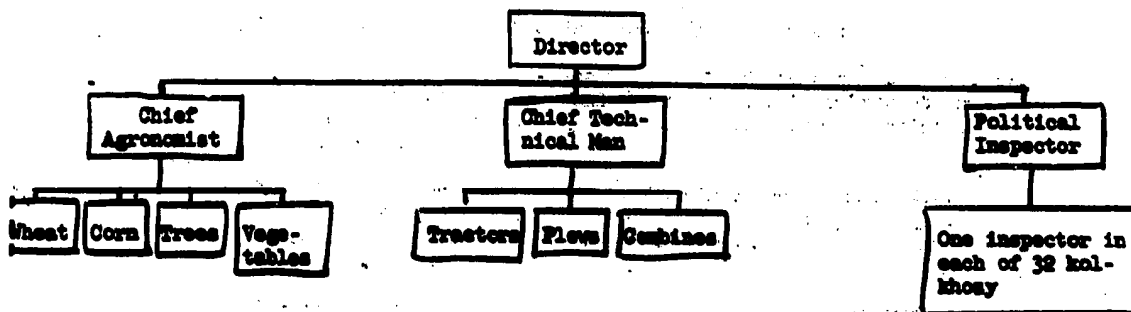 Director
Chief
Agronomist
Chief Tech-
nical Man
Political
Inspector
Wheat
Corn
Trees
Vege-
tables
Tractors
Plows
Combines
One inspector in
each of 32 kol-
khozy